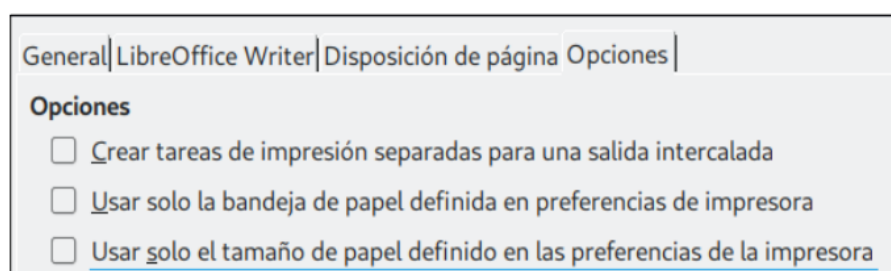 General LibreOffice Writer Disposición de página Opciones
Opciones
Crear tareas de impresión separadas para una salida intercalada
Usar solo la bandeja de papel definida en preferencias de impresora
Usar solo el tamaño de papel definido en las preferencias de la impresora